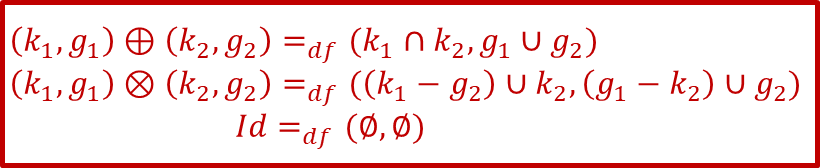 (k₁, g₁) ⊕ (k₂, g₂) =df (k₁ ∩ k₂, g₁ ∪ g₂)
(k₁, g₁) ⊗ (k₂, g₂) =df ((k₁ − g₂) ∪ k₂, (g₁ − k₂) ∪ g₂)
Id =df (∅, ∅)